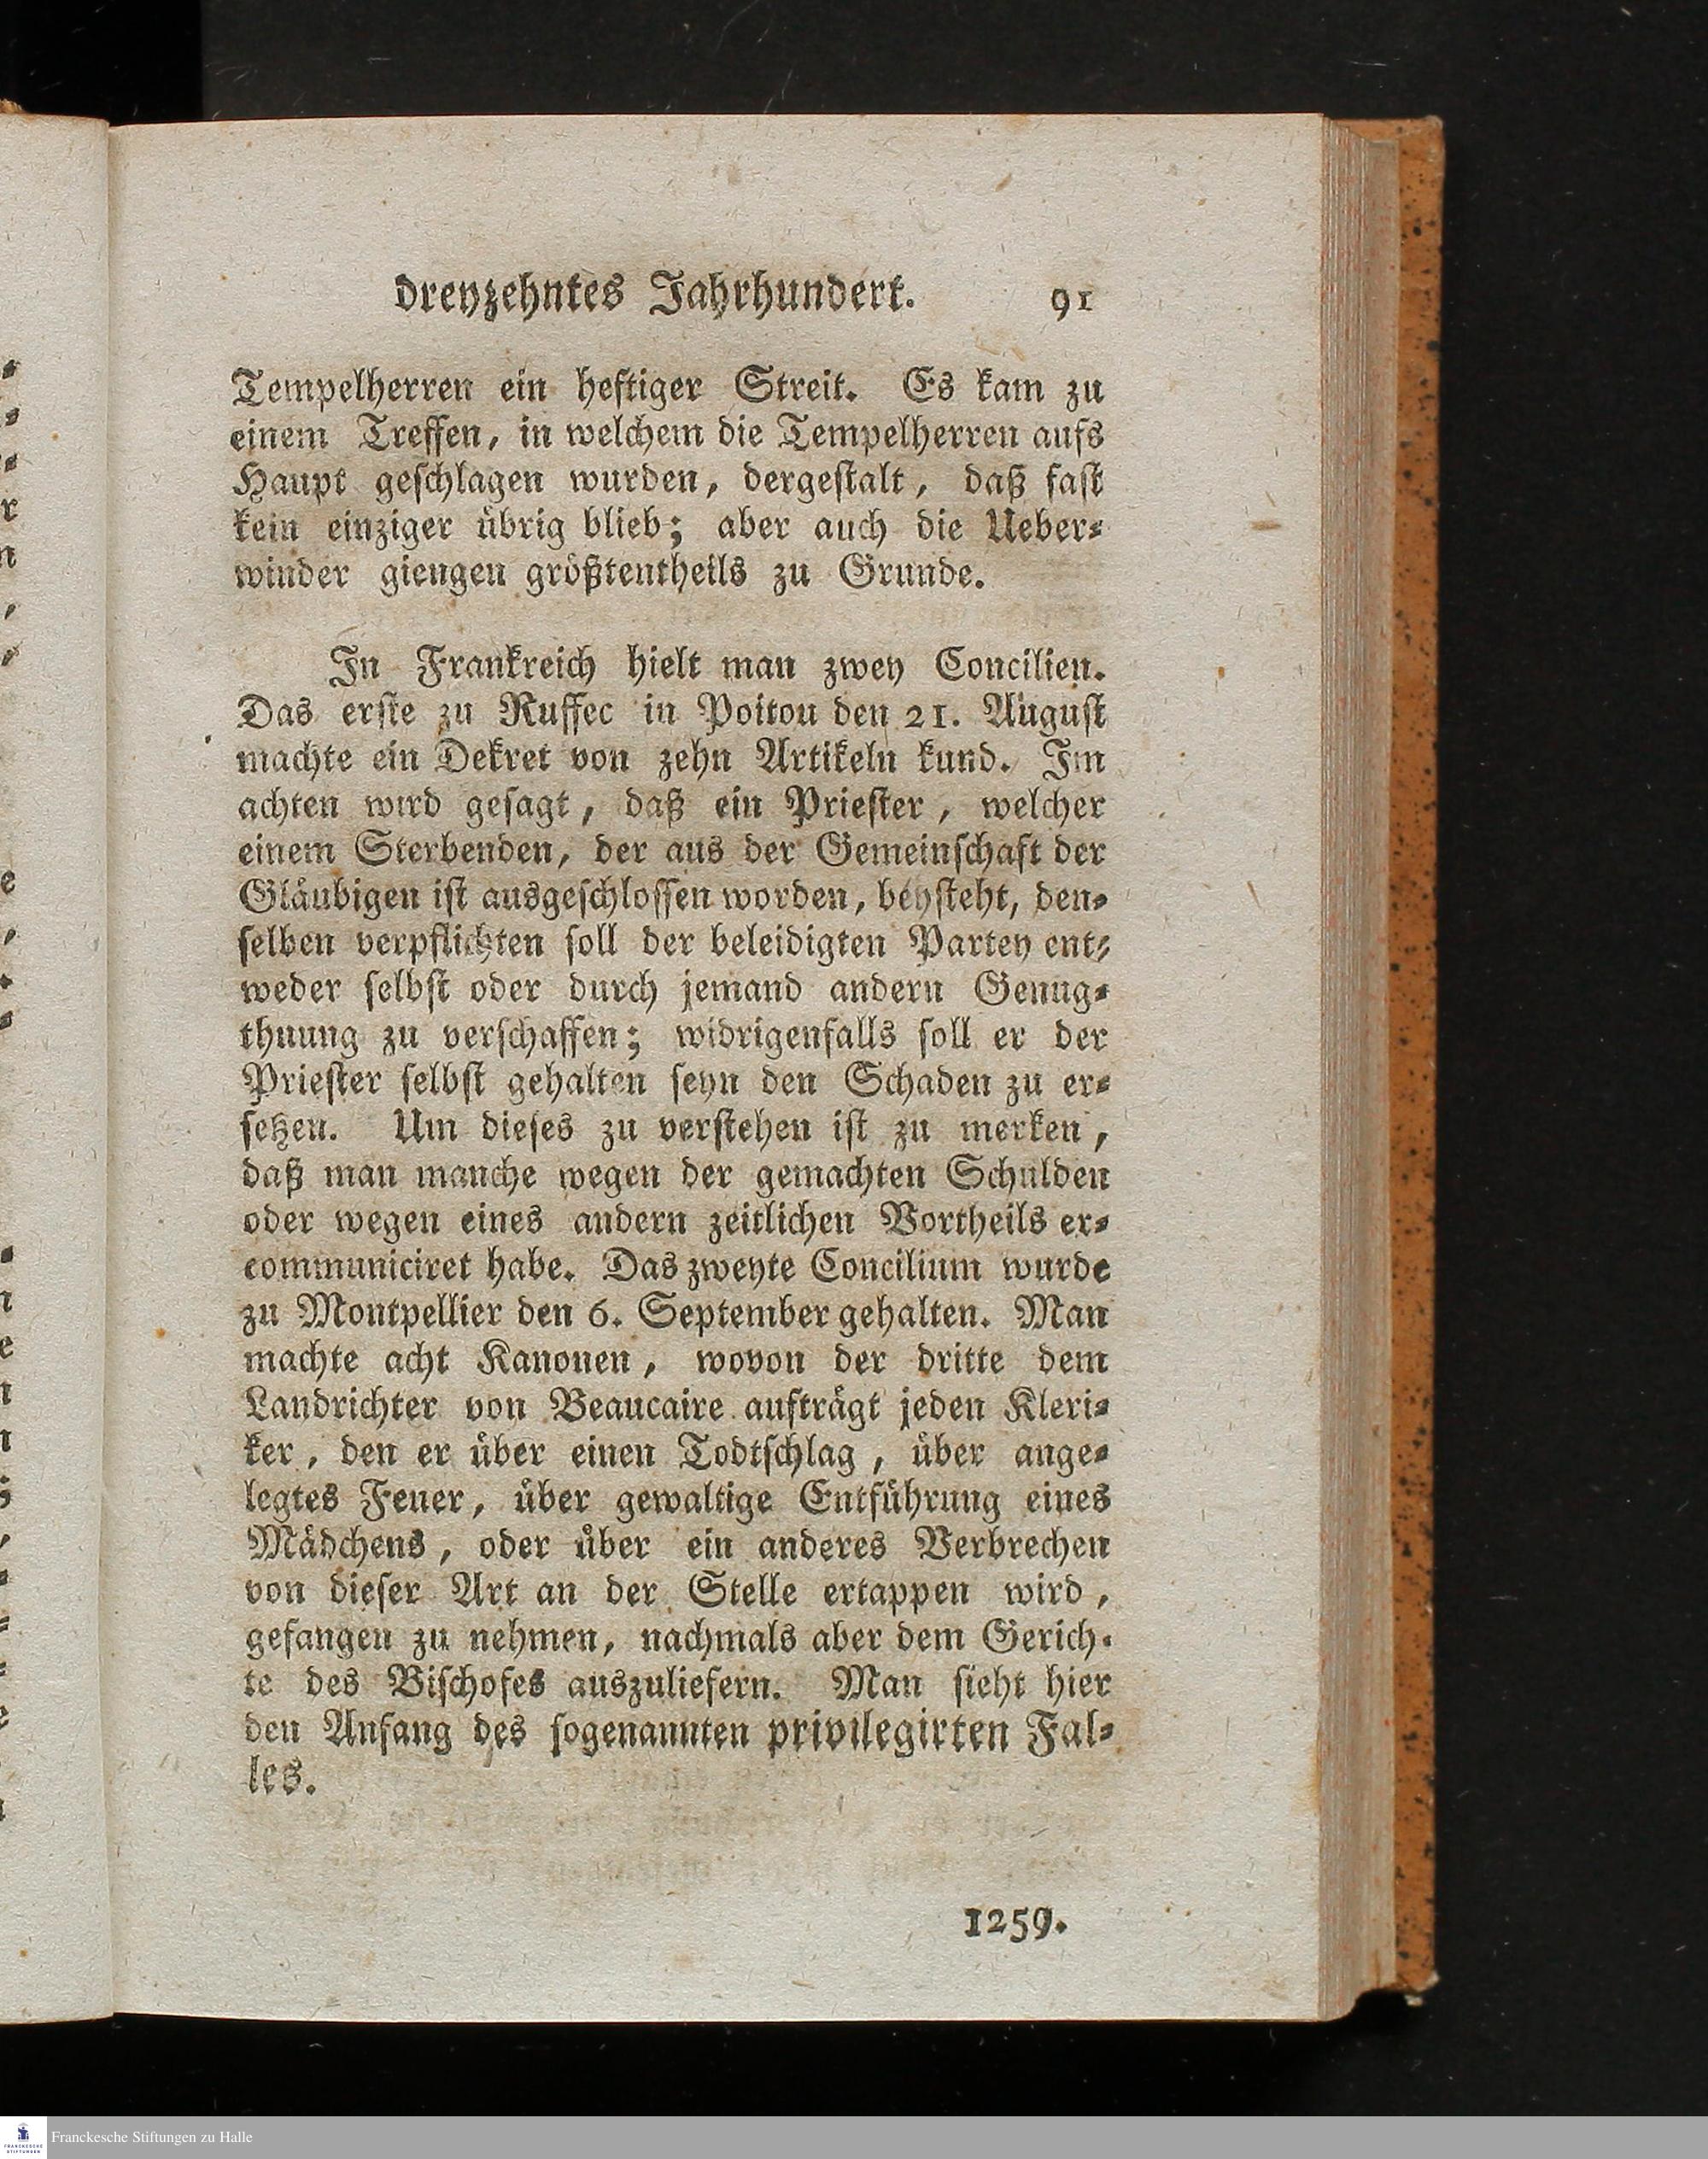 dreyzehntes Jahrhundert. 91
Tempelherren ein heftiger Streit. Es kam zu
einem Treffen, in welchem die Tempelherren aufs
Haupt geschlagen wurden, dergestalt, daß fast
kein einziger übrig blieb; aber auch die Ueber-
winder giengen größtentheils zu Grunde.
In Frankreich hielt man zwey Concilien.
Das erste zu Ruffec in Poitou den 21. August
machte ein Dekret von zehn Artikeln kund. Im
achten wird gesagt, daß ein Priester, welcher
einem Sterbenden, der aus der Gemeinschaft der
Gläubigen ist ausgeschlossen worden, beysteht, den-
selben verpflichten soll der beleidigten Partey ent-
weder selbst oder durch jemand andern Genug-
thuung zu verschaffen; widrigenfalls soll er der
Priester selbst gehalten seyn den Schaden zu er-
setzen. Um dieses zu verstehen ist zu merken,
daß man manche wegen der gemachten Schulden
oder wegen eines andern zeitlichen Vortheils er-
communiciret habe. Das zweyte Concilium wurde
zu Montpellier den 6. September gehalten. Man
machte acht Kanonen, wovon der dritte dem
Landrichter von Beaucaire aufträgt jeden Kleri-
ker, den er über einen Todtschlag, über ange-
legtes Feuer, über gewaltige Entführung eines
Mädchens, oder über ein anderes Verbrechen
von dieser Art an der Stelle ertappen wird,
gefangen zu nehmen, nachmals aber dem Gerich-
te des Bischofes auszuliefern. Man sieht hier
den Anfang des sogenannten privilegirten Fal-
les.
1259.
Franckesche Stiftungen zu Halle